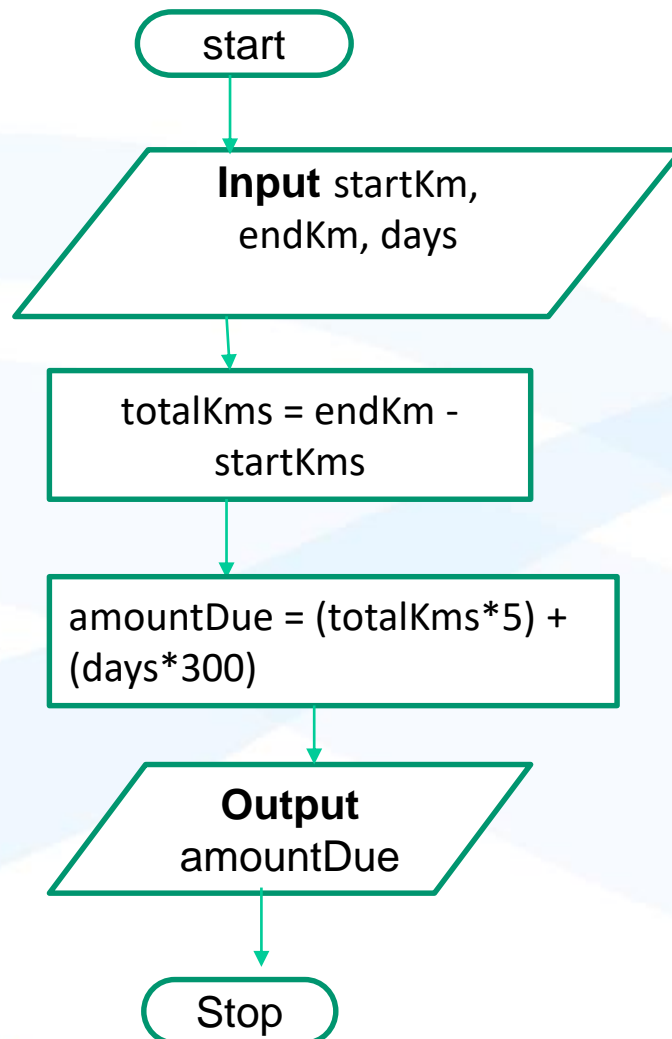 start
Input startKm,
endKm, days
totalKms = endKm -
startKms
amountDue = (totalKms*5) +
(days*300)
Output
amountDue
Stop